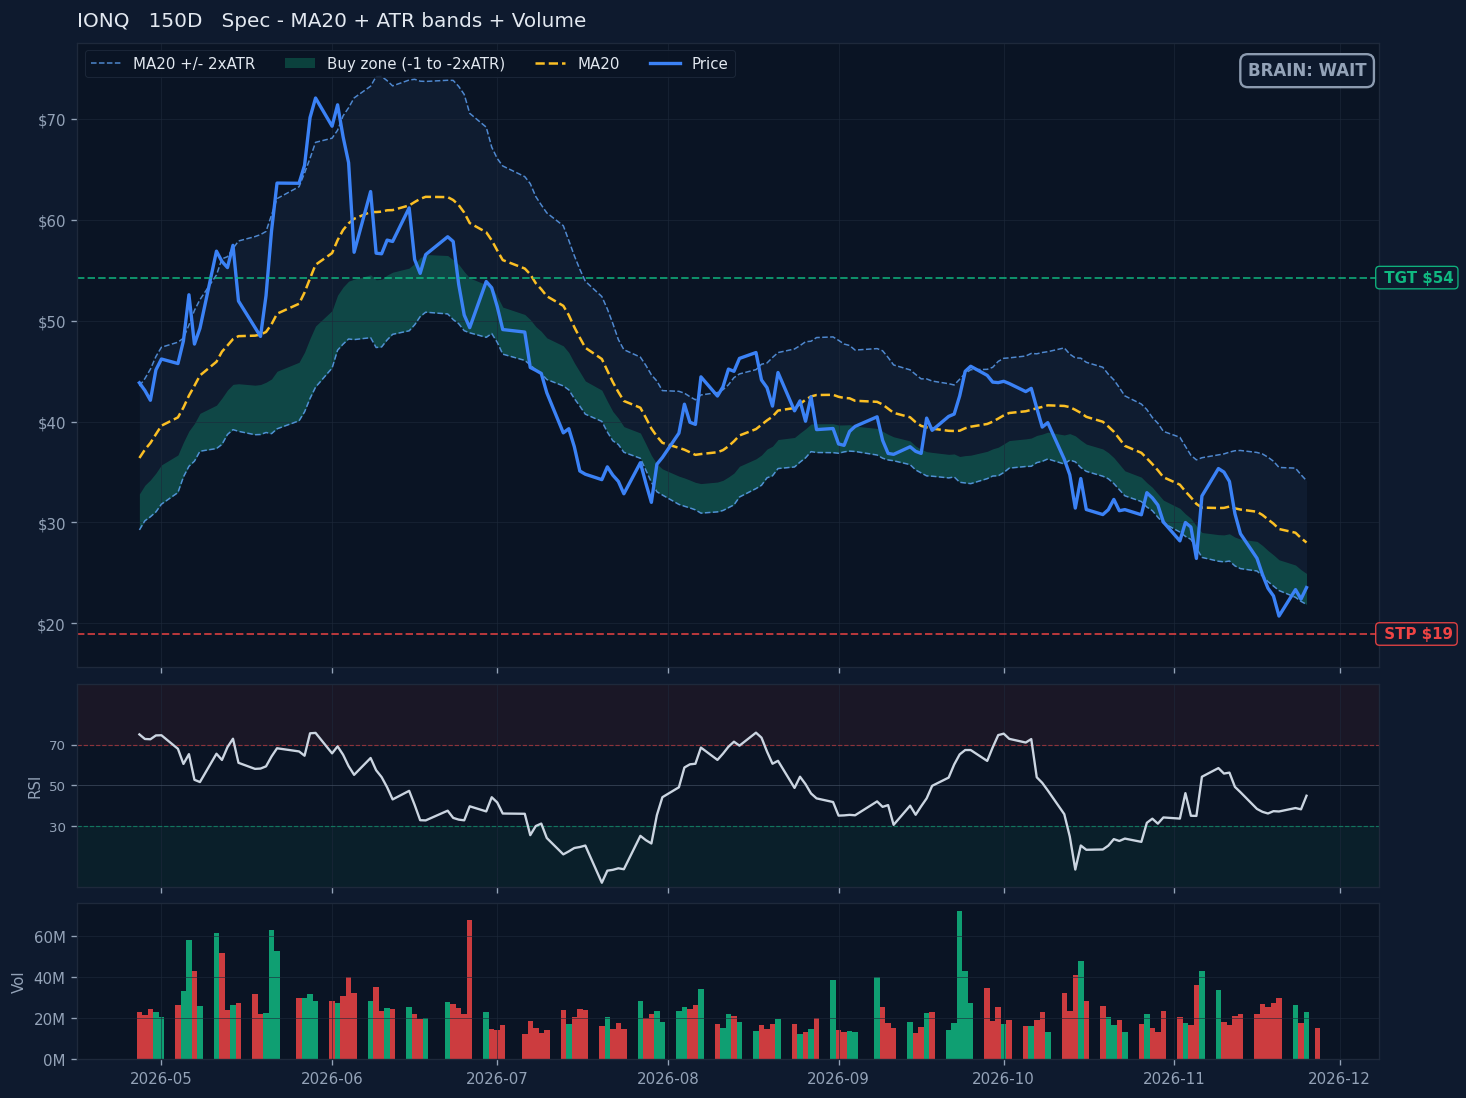 IONQ   150D   Spec - MA20 + ATR bands + Volume
MA20 +/- 2xATR
Buy zone (-1 to -2xATR)
MA20
Price
BRAIN: WAIT
$70
$60
$50
$40
$30
$20
TGT $54
STP $19
RSI
70
50
30
Vol
60M
40M
20M
0M
2026-05
2026-06
2026-07
2026-08
2026-09
2026-10
2026-11
2026-12